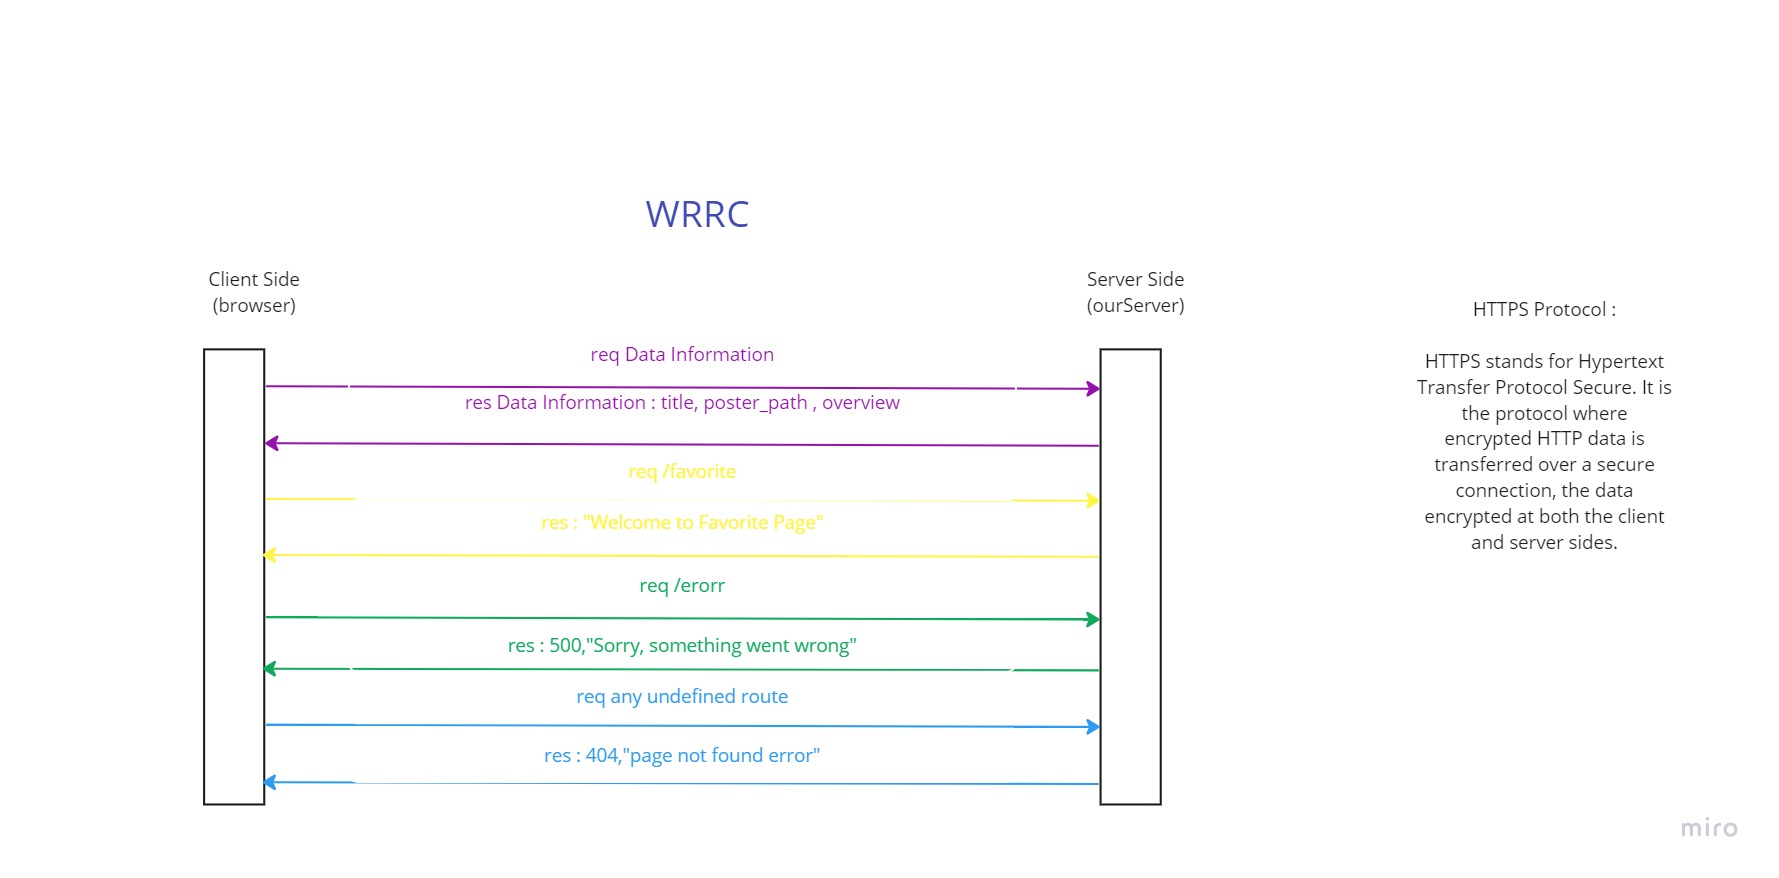 WRRC
Client Side
(browser)
Server Side
(ourServer)
req Data Information
res Data Information : title, poster_path , overview
req /favorite
res : "Welcome to Favorite Page"
req /erorr
res : 500,"Sorry, something went wrong"
req any undefined route
res : 404,"page not found error"
HTTPS Protocol :
HTTPS stands for Hypertext
Transfer Protocol Secure. It is
the protocol where
encrypted HTTP data is
transferred over a secure
connection, the data
encrypted at both the client
and server sides.
miro